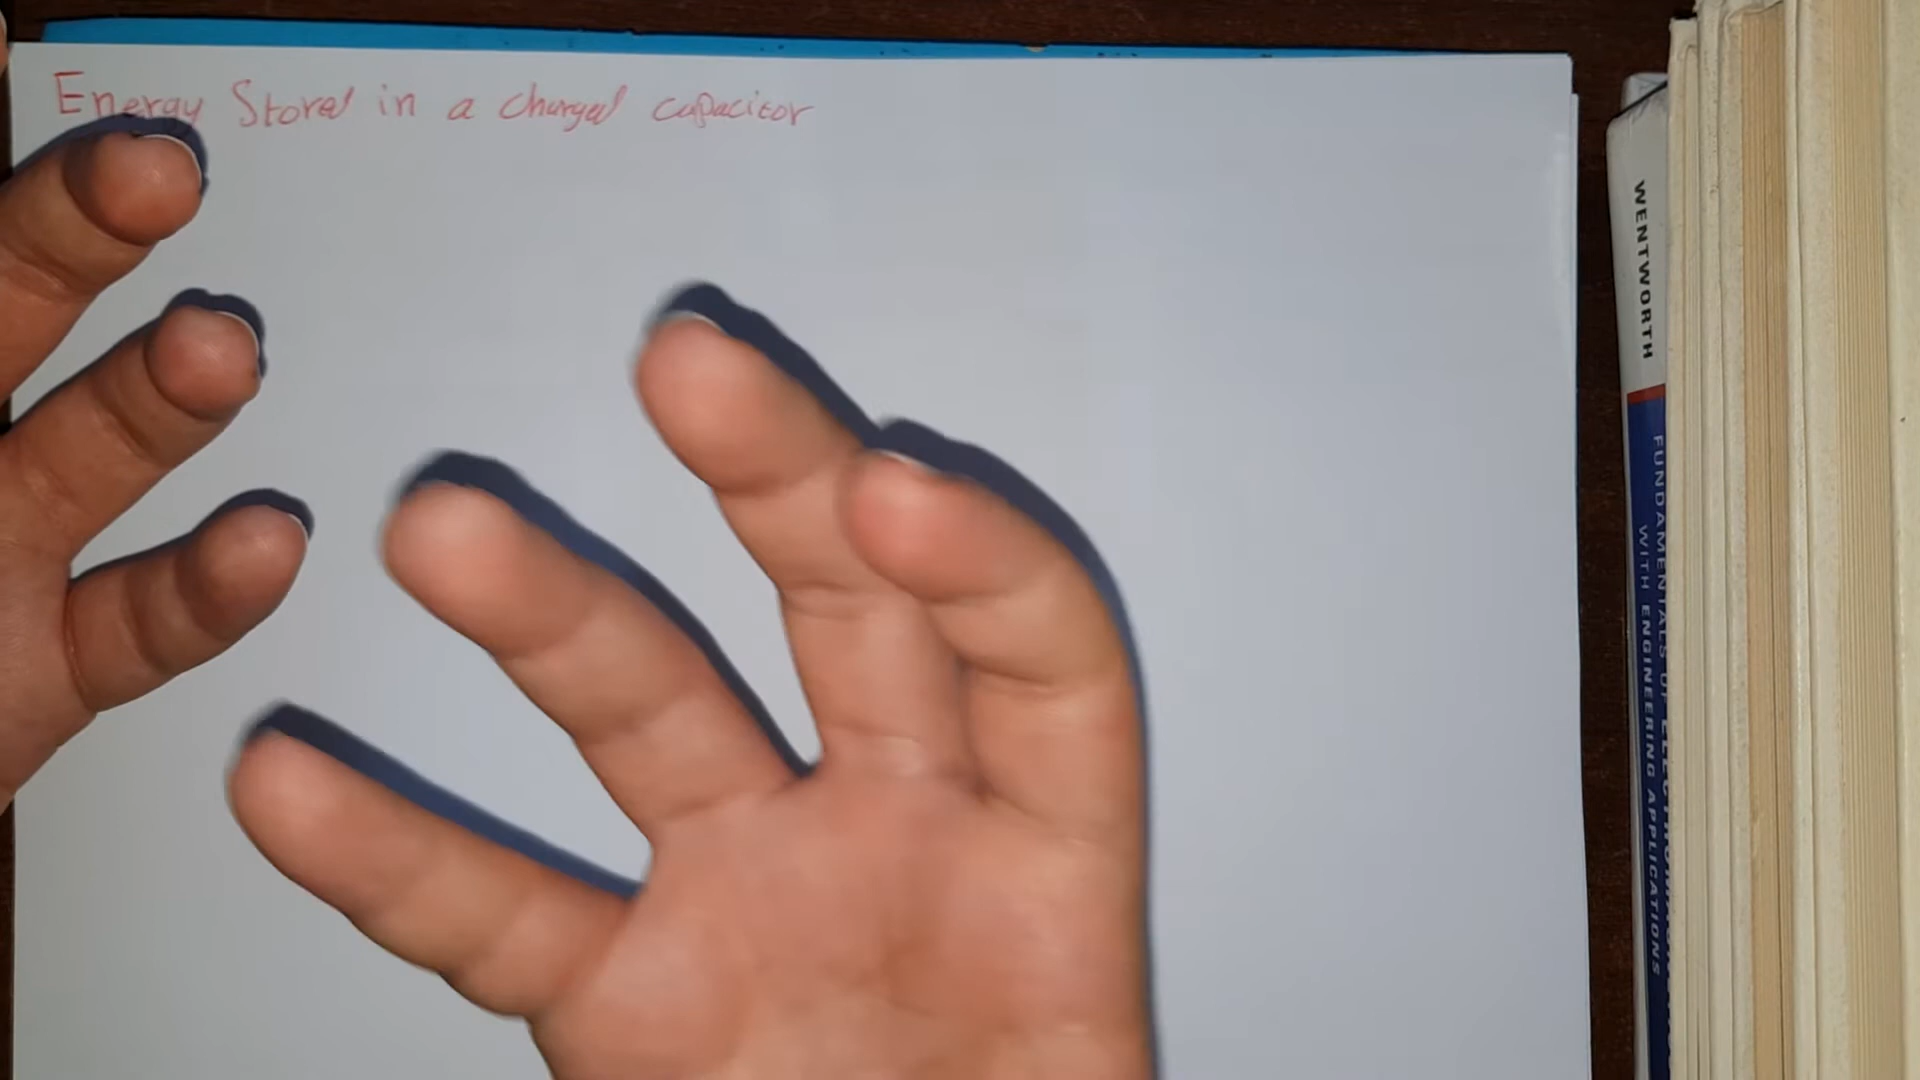 Energy Stored in a charged capacitor
WENTWORTH
FUNDAMENTALS OF ELECTROMAGNETICS
WITH ENGINEERING APPLICATIONS